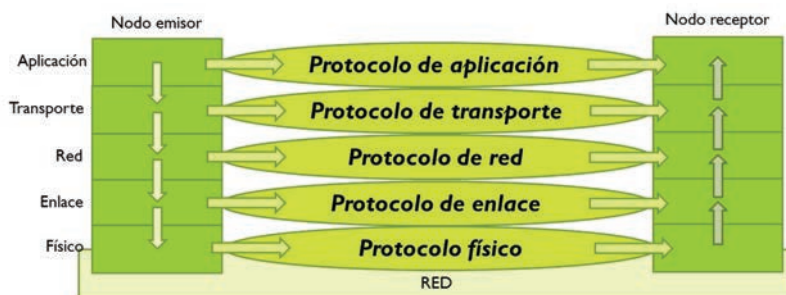 Nodo emisor
Nodo receptor
Aplicación
Protocolo de aplicación
Transporte
Protocolo de transporte
Red
Protocolo de red
Enlace
Protocolo de enlace
Físico
Protocolo físico
RED